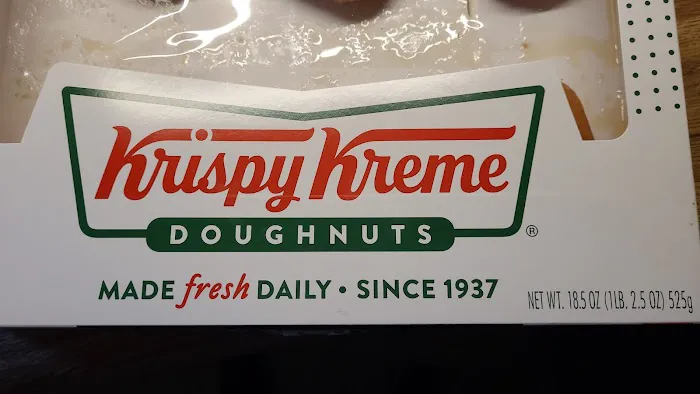 Krispy Kreme
DOUGHNUTS ®
MADE fresh DAILY • SINCE 1937
NET WT. 18.5 OZ (1LB. 2.5 OZ) 525g